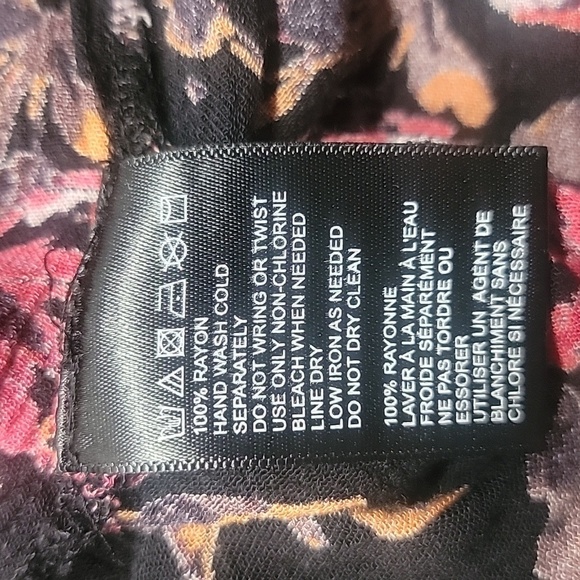 100% RAYON
HAND WASH COLD
SEPARATELY
DO NOT WRING OR TWIST
USE ONLY NON-CHLORINE
BLEACH WHEN NEEDED
LINE DRY
LOW IRON AS NEEDED
DO NOT DRY CLEAN
100% RAYONNE
LAVER À LA MAIN À L'EAU
FROIDE SÉPARÉMENT
NE PAS TORDRE OU
ESSORER
UTILISER UN AGENT DE
BLANCHIMENT SANS
CHLORE SI NÉCESSAIRE